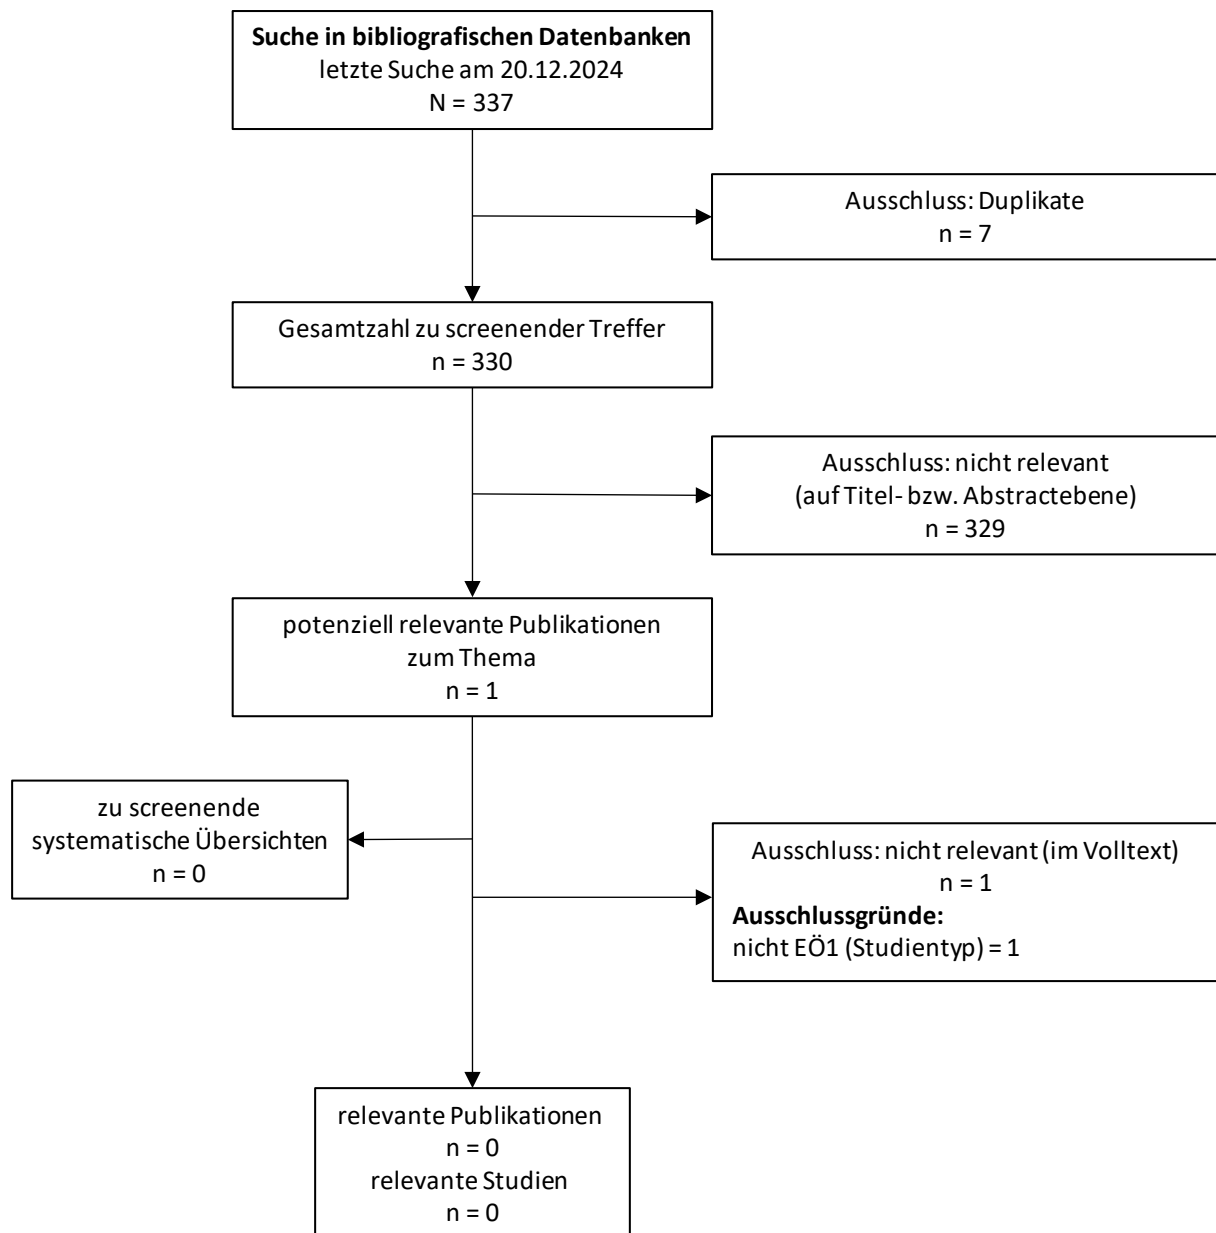 Suche in bibliografischen Datenbanken
letzte Suche am 20.12.2024
N = 337
Ausschluss: Duplikate
n = 7
Gesamtzahl zu screenender Treffer
n = 330
Ausschluss: nicht relevant
(auf Titel- bzw. Abstractebene)
n = 329
potenziell relevante Publikationen
zum Thema
n = 1
zu screenende
systematische Übersichten
n = 0
Ausschluss: nicht relevant (im Volltext)
n = 1
Ausschlussgründe:
nicht EÖ1 (Studientyp) = 1
relevante Publikationen
n = 0
relevante Studien
n = 0